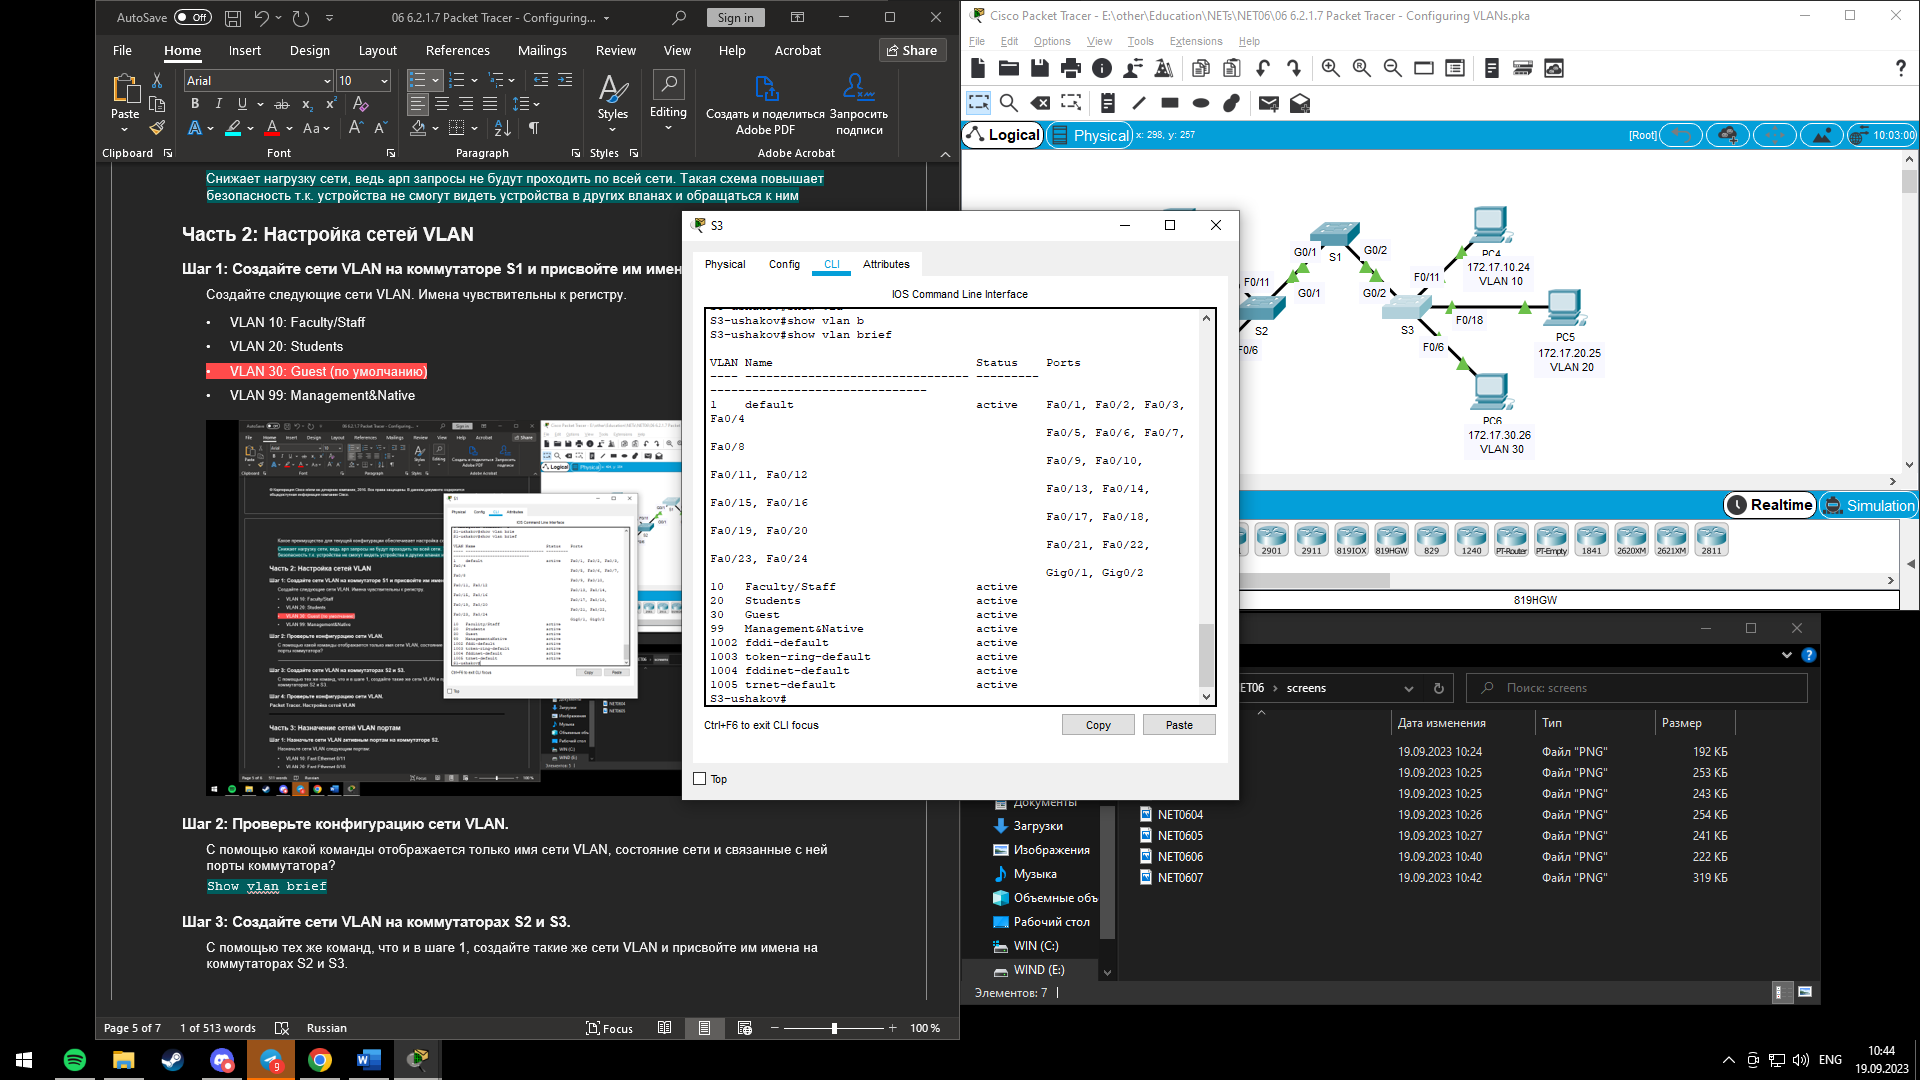 AutoSave Off
06 6.2.1.7 Packet Tracer - Configuring...
Sign in
File Home Insert Design Layout References Mailings Review View Help Acrobat Share
Paste
Arial 10
Aa
Styles
Editing
Создать и поделиться Adobe PDF
Запросить подписи
Clipboard Font Paragraph Styles Adobe Acrobat
Снижает нагрузку сети, ведь арп запросы не будут проходить по всей сети. Такая схема повышает
безопасность т.к. устройства не смогут видеть устройства в других вланах и обращаться к ним
Часть 2: Настройка сетей VLAN
Шаг 1: Создайте сети VLAN на коммутаторе S1 и присвойте им имен
Создайте следующие сети VLAN. Имена чувствительны к регистру.
• VLAN 10: Faculty/Staff
• VLAN 20: Students
• VLAN 30: Guest (по умолчанию)
• VLAN 99: Management&Native
Шаг 2: Проверьте конфигурацию сети VLAN.
С помощью какой команды отображается только имя сети VLAN, состояние сети и связанные с ней
порты коммутатора?
Show vlan brief
Шаг 3: Создайте сети VLAN на коммутаторах S2 и S3.
С помощью тех же команд, что и в шаге 1, создайте такие же сети VLAN и присвойте им имена на
коммутаторах S2 и S3.
Page 5 of 7 1 of 513 words Russian Focus 100 %
S3
Physical Config CLI Attributes
IOS Command Line Interface
S3-ushakov#show vlan b
S3-ushakov#show vlan brief
VLAN Name Status Ports
---- -------------------------------- ---------
-------------------------------
1 default active Fa0/1, Fa0/2, Fa0/3,
Fa0/4
Fa0/5, Fa0/6, Fa0/7,
Fa0/8
Fa0/9, Fa0/10,
Fa0/11, Fa0/12
Fa0/13, Fa0/14,
Fa0/15, Fa0/16
Fa0/17, Fa0/18,
Fa0/19, Fa0/20
Fa0/21, Fa0/22,
Fa0/23, Fa0/24
Gig0/1, Gig0/2
10 Faculty/Staff active
20 Students active
30 Guest active
99 Management&Native active
1002 fddi-default active
1003 token-ring-default active
1004 fddinet-default active
1005 trnet-default active
S3-ushakov#
Ctrl+F6 to exit CLI focus
Copy Paste
Top
Cisco Packet Tracer - E:\other\Education\NETs\NET06\06 6.2.1.7 Packet Tracer - Configuring VLANs.pka
File Edit Options View Tools Extensions Help
Logical Physical x: 298, y: 257
[Root] 10:03:00
G0/1 S1 G0/2
F0/11 G0/1 G0/2 F0/11
S2 F0/6
S3 F0/18 F0/6
PC4
172.17.10.24
VLAN 10
PC5
172.17.20.25
VLAN 20
PC6
172.17.30.26
VLAN 30
Realtime Simulation
2901 2911 819IOX 819HGW 829 1240 PT-Router PT-Empty 1841 2620XM 2621XM 2811
819HGW
ET06 › screens
Поиск: screens
Дата изменения Тип Размер
19.09.2023 10:24 Файл "PNG" 192 КБ
19.09.2023 10:25 Файл "PNG" 253 КБ
19.09.2023 10:25 Файл "PNG" 243 КБ
NET0604 19.09.2023 10:26 Файл "PNG" 254 КБ
NET0605 19.09.2023 10:27 Файл "PNG" 241 КБ
NET0606 19.09.2023 10:40 Файл "PNG" 222 КБ
NET0607 19.09.2023 10:42 Файл "PNG" 319 КБ
Документы
Загрузки
Изображения
Музыка
Объемные объ
Рабочий стол
WIN (C:)
WIND (E:)
Элементов: 7
9
ENG
10:44
19.09.2023